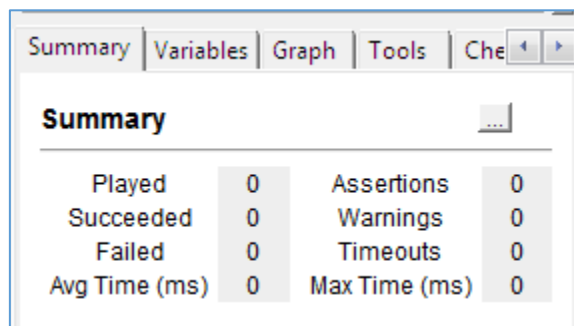 Summary Variables Graph Tools Che
Summary ...
Played 0 Assertions 0
Succeeded 0 Warnings 0
Failed 0 Timeouts 0
Avg Time (ms) 0 Max Time (ms) 0